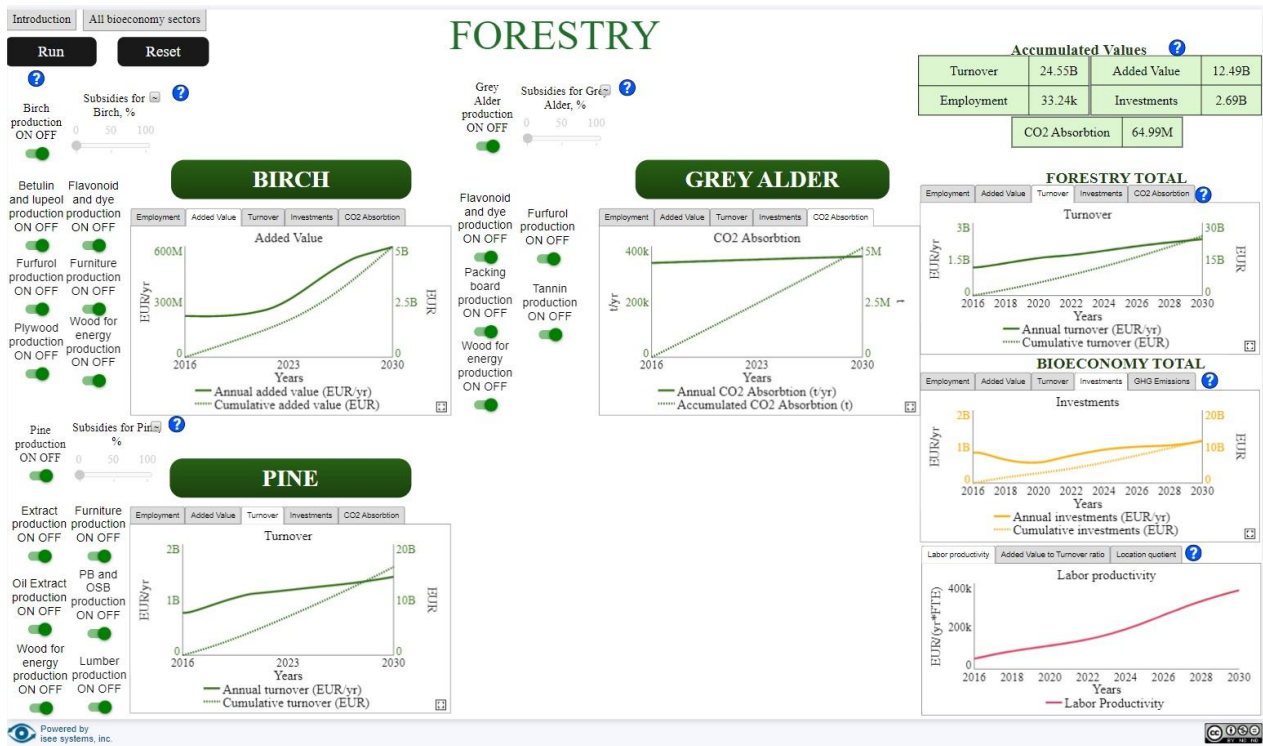 Introduction
All bioeconomy sectors
Run
Reset
FORESTRY
Accumulated Values
?
Turnover 24.55B Added Value 12.49B
Employment 33.24k Investments 2.69B
CO2 Absorbtion 64.99M
?
Birch
production
ON OFF
Subsidies for ~
Birch, %
?
0 50 100
Grey
Alder
production
ON OFF
Subsidies for Grey ~
Alder, %
?
0 50 100
BIRCH
Betulin
and lupeol
production
ON OFF
Flavonoid
and dye
production
ON OFF
Furfurol
production
ON OFF
Furniture
production
ON OFF
Plywood
production
ON OFF
Wood for
energy
production
ON OFF
Employment Added Value Turnover Investments CO2 Absorbtion
Added Value
600M
300M
0
EUR/yr
5B
2.5B
0
EUR
2016 2023 2030
Years
Annual added value (EUR/yr)
Cumulative added value (EUR)
GREY ALDER
Flavonoid
and dye
production
ON OFF
Furfurol
production
ON OFF
Packing
board
production
ON OFF
Tannin
production
ON OFF
Wood for
energy
production
ON OFF
Employment Added Value Turnover Investments CO2 Absorbtion
CO2 Absorbtion
400k
200k
0
t/yr
5M
2.5M
0
t
2016 2023 2030
Years
Annual CO2 Absorbtion (t/yr)
Accumulated CO2 Absorbtion (t)
FORESTRY TOTAL
Employment Added Value Turnover Investments CO2 Absorbtion ?
Turnover
3B
1.5B
0
EUR/yr
30B
15B
0
EUR
2016 2018 2020 2022 2024 2026 2028 2030
Years
Annual turnover (EUR/yr)
Cumulative turnover (EUR)
BIOECONOMY TOTAL
Employment Added Value Turnover Investments GHG Emissions ?
Investments
2B
1B
0
EUR/yr
20B
10B
0
EUR
2016 2018 2020 2022 2024 2026 2028 2030
Years
Annual investments (EUR/yr)
Cumulative investments (EUR)
Labor productivity Added Value to Turnover ratio Location quotient ?
Labor productivity
400k
200k
0
EUR/(yr*FTE)
2016 2018 2020 2022 2024 2026 2028 2030
Years
Labor Productivity
Pine
production
ON OFF
Subsidies for Pine, ~
%
?
0 50 100
PINE
Extract
production
ON OFF
Furniture
production
ON OFF
Oil Extract
production
ON OFF
PB and
OSB
production
ON OFF
Wood for
energy
production
ON OFF
Lumber
production
ON OFF
Employment Added Value Turnover Investments CO2 Absorbtion
Turnover
2B
1B
0
EUR/yr
20B
10B
0
EUR
2016 2023 2030
Years
Annual turnover (EUR/yr)
Cumulative turnover (EUR)
Powered by
isee systems, inc.
CC
BY NC ND